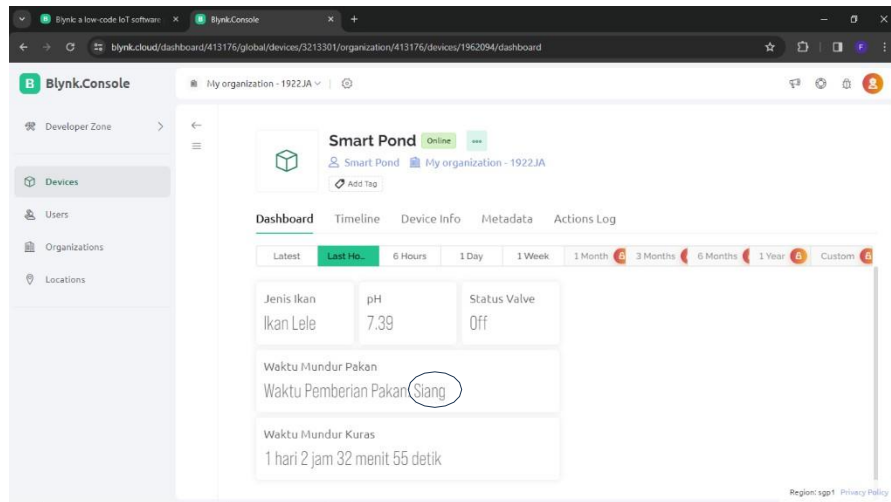 Blynk: a low-code IoT software
Blynk.Console
blynk.cloud/dashboard/413176/global/devices/3213301/organization/413176/devices/1962094/dashboard
F
B Blynk.Console
My organization - 1922JA
Developer Zone
Devices
Users
Organizations
Locations
Smart Pond Online
Smart Pond My organization - 1922JA
Add Tag
Dashboard Timeline Device Info Metadata Actions Log
Latest Last Ho... 6 Hours 1 Day 1 Week 1 Month 3 Months 6 Months 1 Year Custom
Jenis Ikan pH Status Valve
Ikan Lele 7.39 Off
Waktu Mundur Pakan
Waktu Pemberian Pakan: Siang
Waktu Mundur Kuras
1 hari 2 jam 32 menit 55 detik
Region: sgp1 Privacy Policy